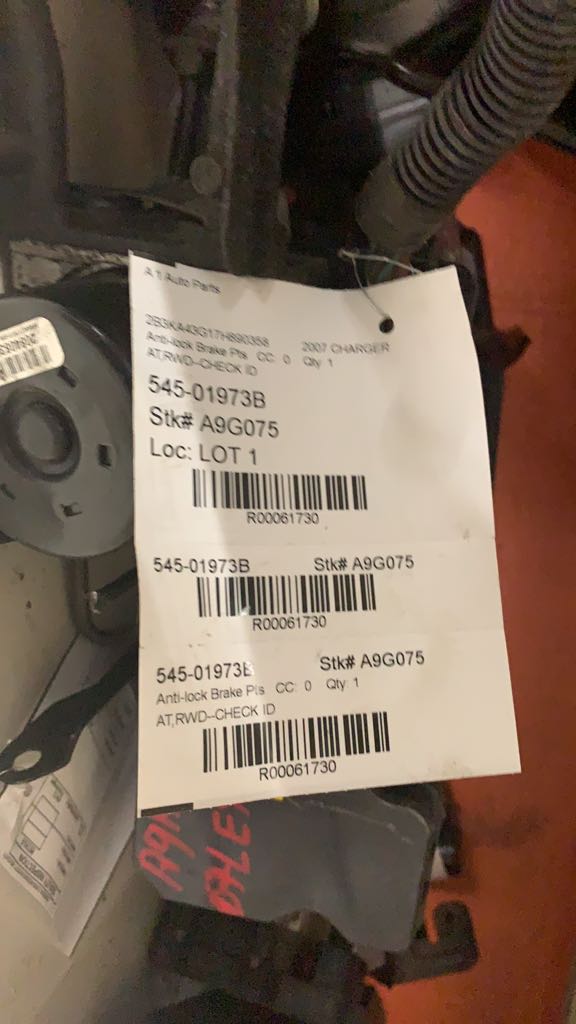 A 1 Auto Parts
2B3KA43G17H690358 2007 CHARGER
Anti-lock Brake Pts CC: 0 Qty 1
AT,RWD--CHECK ID
545-01973B
Stk# A9G075
Loc: LOT 1
R00061730
545-01973B Stk# A9G075
R00061730
545-01973B Stk# A9G075
Anti-lock Brake Pts CC: 0 Qty: 1
AT,RWD--CHECK ID
R00061730